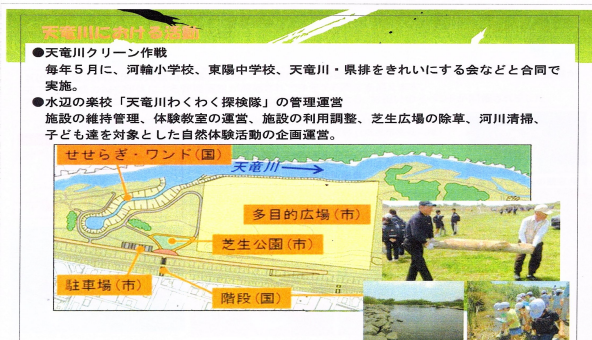 天竜川における活動
●天竜川クリーン作戦
毎年５月に、河輪小学校、東陽中学校、天竜川・県排をきれいにする会などと合同で
実施。
●水辺の楽校「天竜川わくわく探検隊」の管理運営
施設の維持管理、体験教室の運営、施設の利用調整、芝生広場の除草、河川清掃、
子ども達を対象とした自然体験活動の企画運営。
せせらぎ・ワンド（国）
天竜川
多目的広場（市）
芝生公園（市）
駐車場（市）
階段（国）